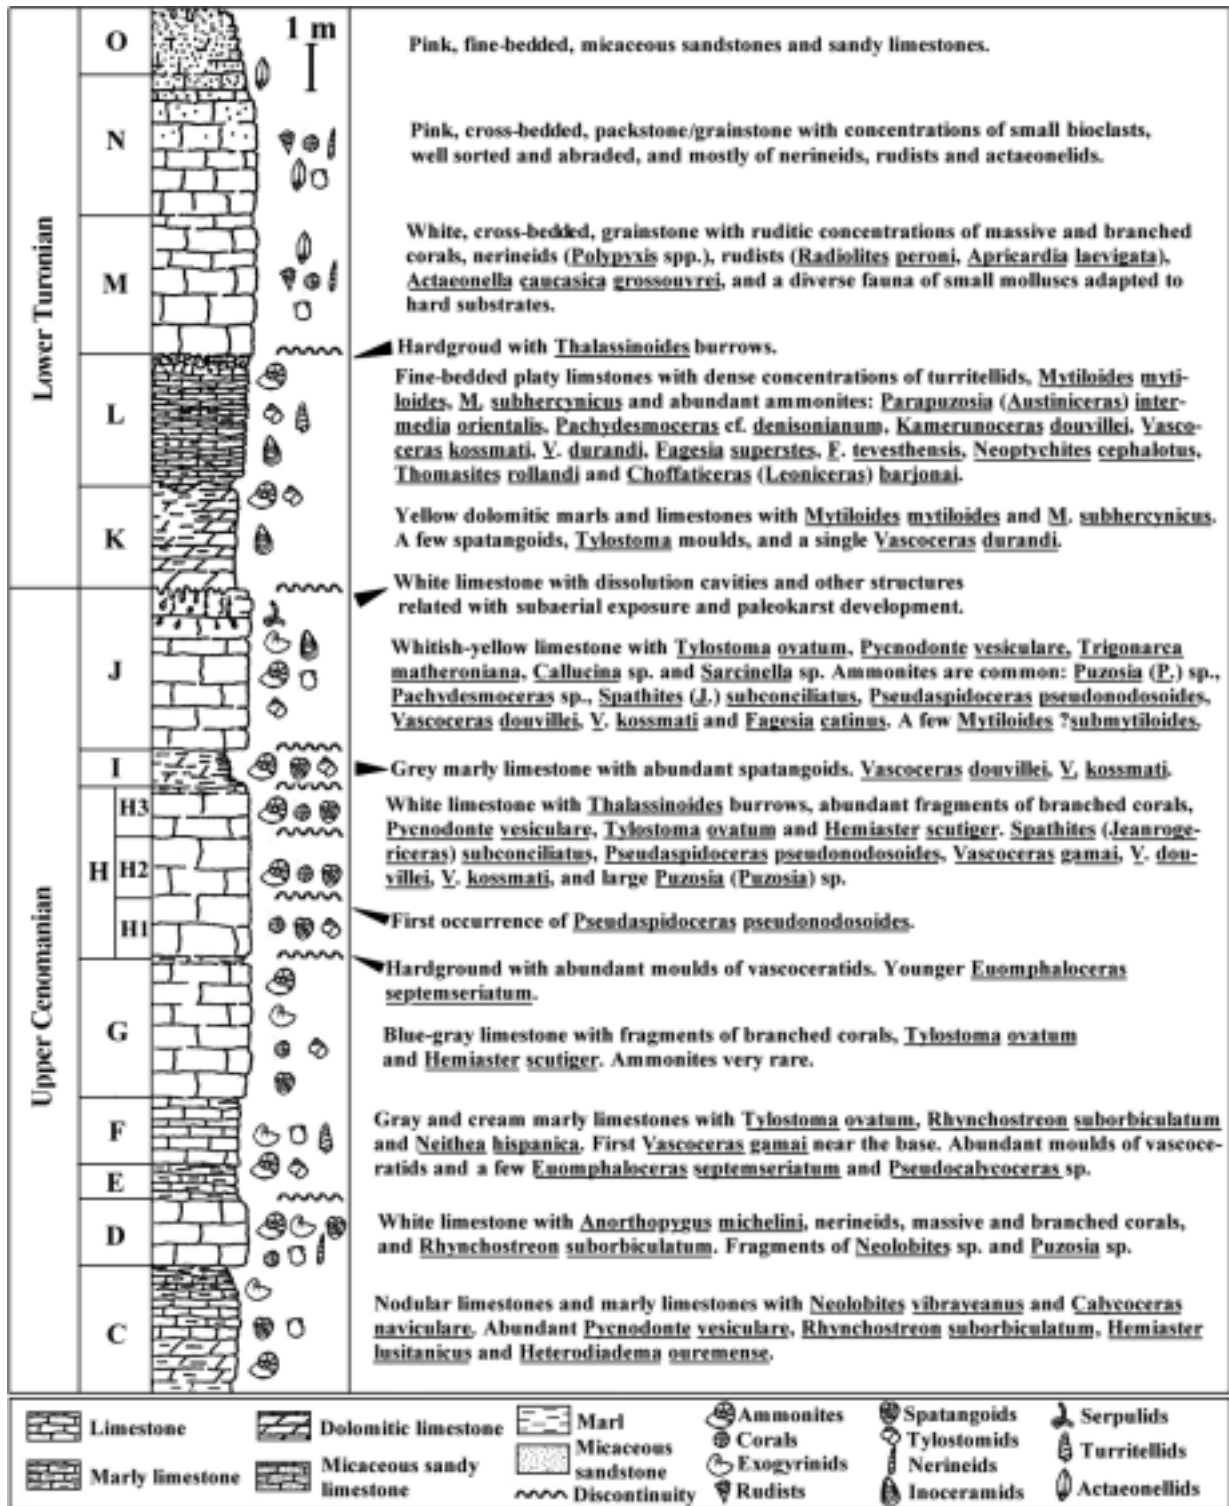 O
1 m
Pink, fine-bedded, micaceous sandstones and sandy limestones.
N
Pink, cross-bedded, packstone/grainstone with concentrations of small bioclasts,
well sorted and abraded, and mostly of nerineids, rudists and actaeonelids.
Lower Turonian
M
White, cross-bedded, grainstone with ruditic concentrations of massive and branched
corals, nerineids (Polypyxis spp.), rudists (Radiolites peroni, Apricardia laevigata),
Actaeonella caucasica grossouvrei, and a diverse fauna of small molluscs adapted to
hard substrates.
Hardgroud with Thalassinoides burrows.
L
Fine-bedded platy limstones with dense concentrations of turritellids, Mytiloides myti-
loides, M. subhercynicus and abundant ammonites: Parapuzosia (Austiniceras) inter-
media orientalis, Pachydesmoceras cf. denisonianum, Kamerunoceras douvillei, Vasco-
ceras kossmati, V. durandi, Fagesia superstes, F. tevesthensis, Neoptychites cephalotus,
Thomasites rollandi and Choffaticeras (Leoniceras) barjonai.
K
Yellow dolomitic marls and limestones with Mytiloides mytiloides and M. subhercynicus.
A few spatangoids, Tylostoma moulds, and a single Vascoceras durandi.
White limestone with dissolution cavities and other structures
related with subaerial exposure and paleokarst development.
Upper Cenomanian
J
Whitish-yellow limestone with Tylostoma ovatum, Pycnodonte vesiculare, Trigonarca
matheroniana, Callucina sp. and Sarcinella sp. Ammonites are common: Puzosia (P.) sp.,
Pachydesmoceras sp., Spathites (J.) subconciliatus, Pseudaspidoceras pseudonodosoides,
Vascoceras douvillei, V. kossmati and Fagesia catinus. A few Mytiloides ?submytiloides.
I
Grey marly limestone with abundant spatangoids. Vascoceras douvillei, V. kossmati.
H
H3
H2
H1
White limestone with Thalassinoides burrows, abundant fragments of branched corals,
Pycnodonte vesiculare, Tylostoma ovatum and Hemiaster scutiger. Spathites (Jeanroge-
riceras) subconciliatus, Pseudaspidoceras pseudonodosoides, Vascoceras gamai, V. dou-
villei, V. kossmati, and large Puzosia (Puzosia) sp.
First occurrence of Pseudaspidoceras pseudonodosoides.
Hardground with abundant moulds of vascoceratids. Younger Euomphaloceras
septemseriatum.
G
Blue-gray limestone with fragments of branched corals, Tylostoma ovatum
and Hemiaster scutiger. Ammonites very rare.
F
E
Gray and cream marly limestones with Tylostoma ovatum, Rhynchostreon suborbiculatum
and Neithea hispanica. First Vascoceras gamai near the base. Abundant moulds of vascoce-
ratids and a few Euomphaloceras septemseriatum and Pseudocalycoceras sp.
D
White limestone with Anorthopygus michelini, nerineids, massive and branched corals,
and Rhynchostreon suborbiculatum. Fragments of Neolobites sp. and Puzosia sp.
C
Nodular limestones and marly limestones with Neolobites vibrayeanus and Calycoceras
naviculare. Abundant Pycnodonte vesiculare, Rhynchostreon suborbiculatum, Hemiaster
lusitanicus and Heterodiadema ouremense.
Limestone
Marly limestone
Dolomitic limestone
Micaceous sandy
limestone
Marl
Micaceous
sandstone
Discontinuity
Ammonites
Corals
Exogyrinids
Rudists
Spatangoids
Tylostomids
Nerineids
Inoceramids
Serpulids
Turritellids
Actaeonellids